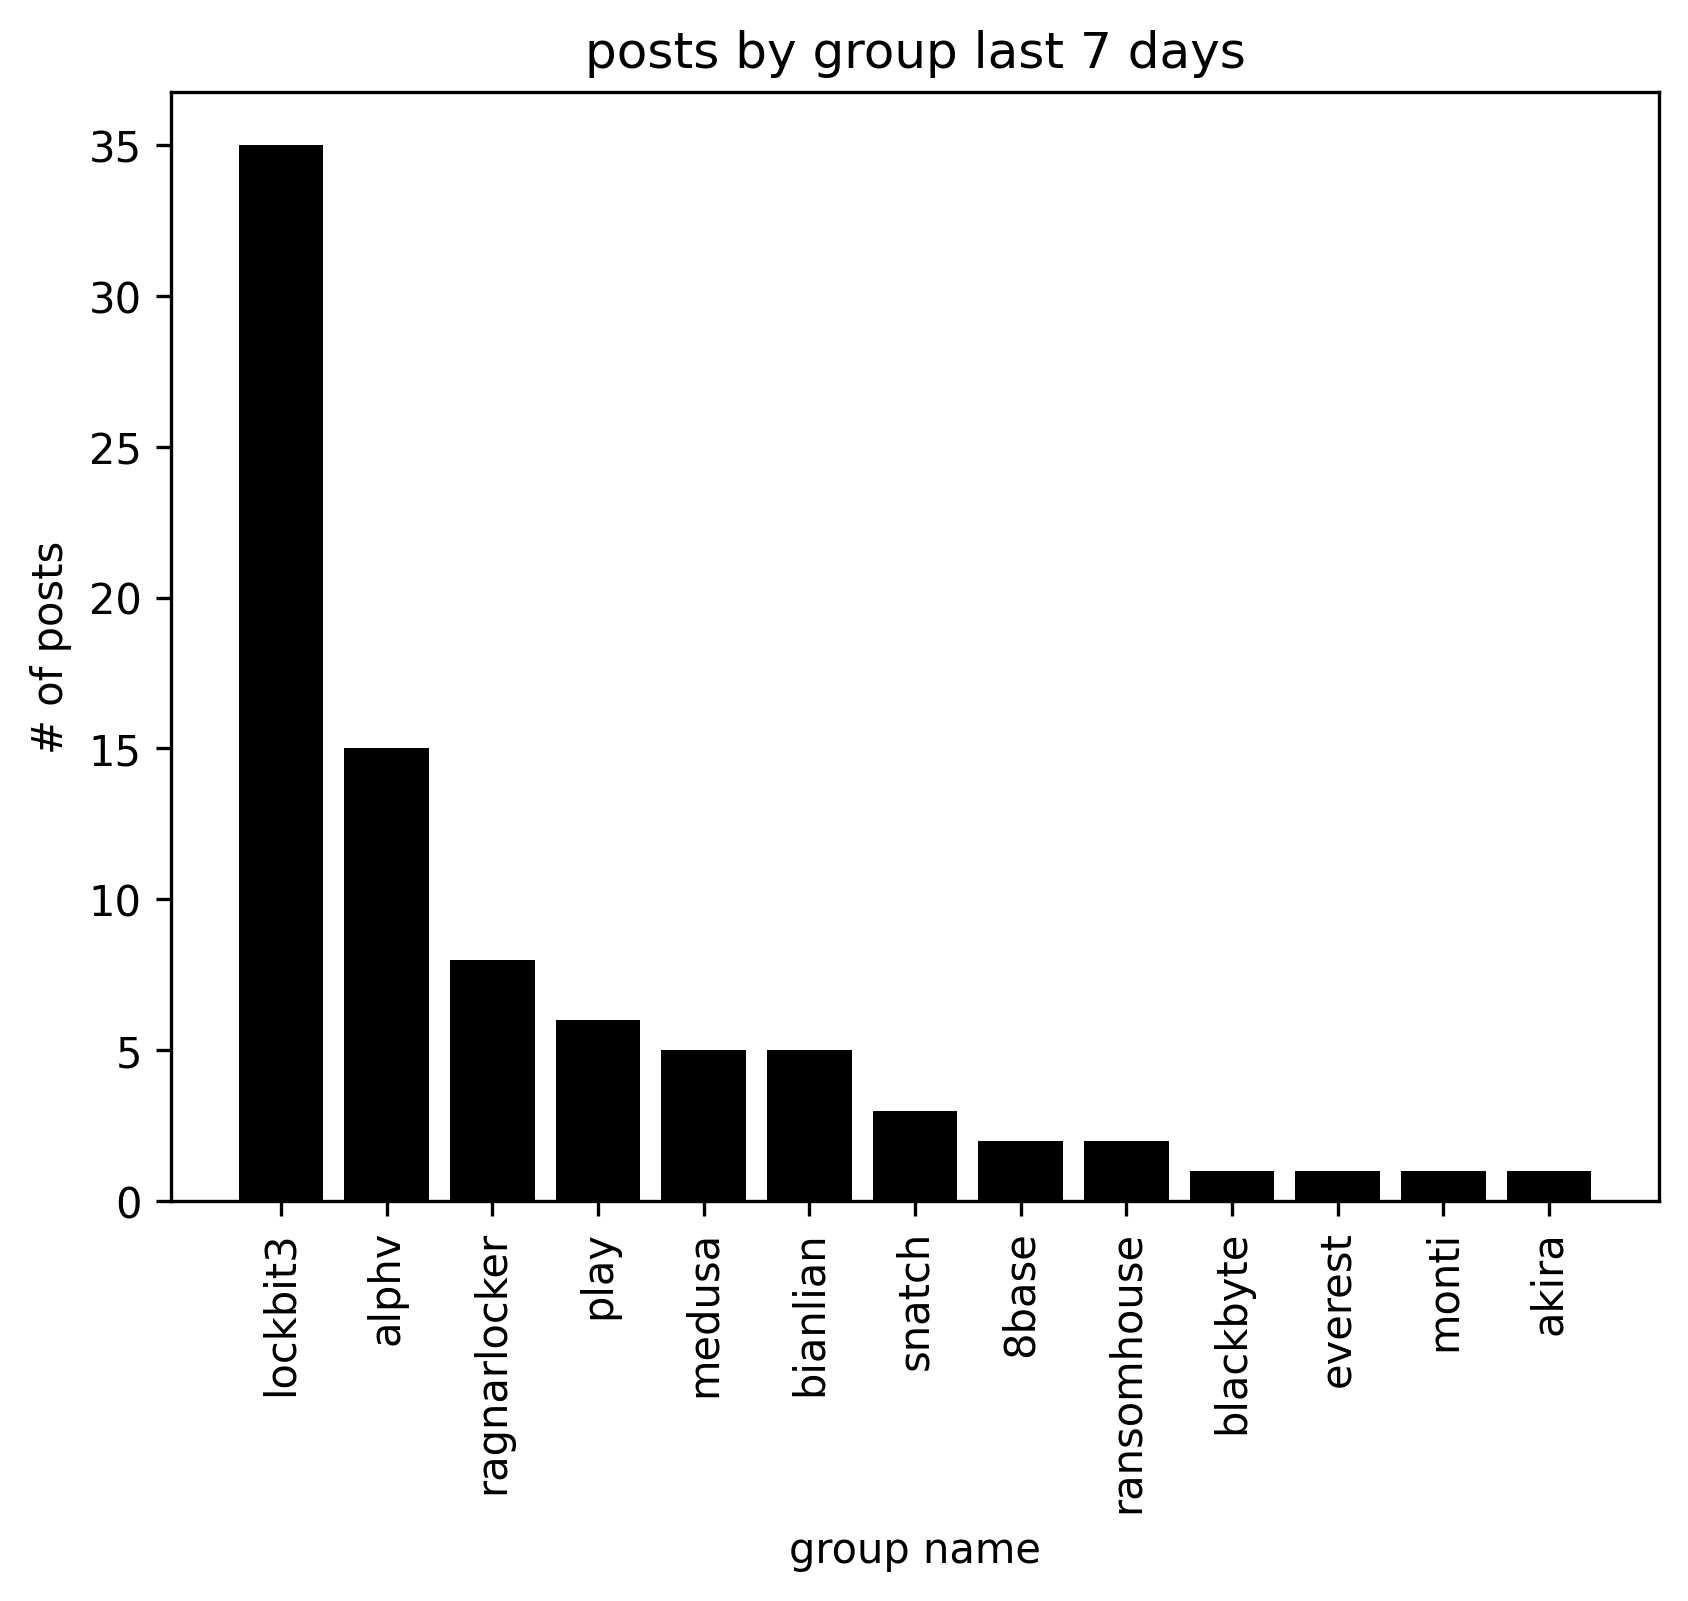 posts by group last 7 days
# of posts
35
30
25
20
15
10
5
0
lockbit3
alphv
ragnarlocker
play
medusa
bianlian
snatch
8base
ransomhouse
blackbyte
everest
monti
akira
group name